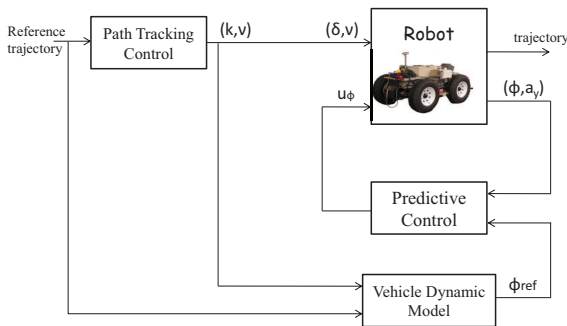 Reference
trajectory
Path Tracking
Control
(k,v)
(δ,v)
Robot
trajectory
(ϕ,ay)
uϕ
Predictive
Control
Vehicle Dynamic
Model
ϕref